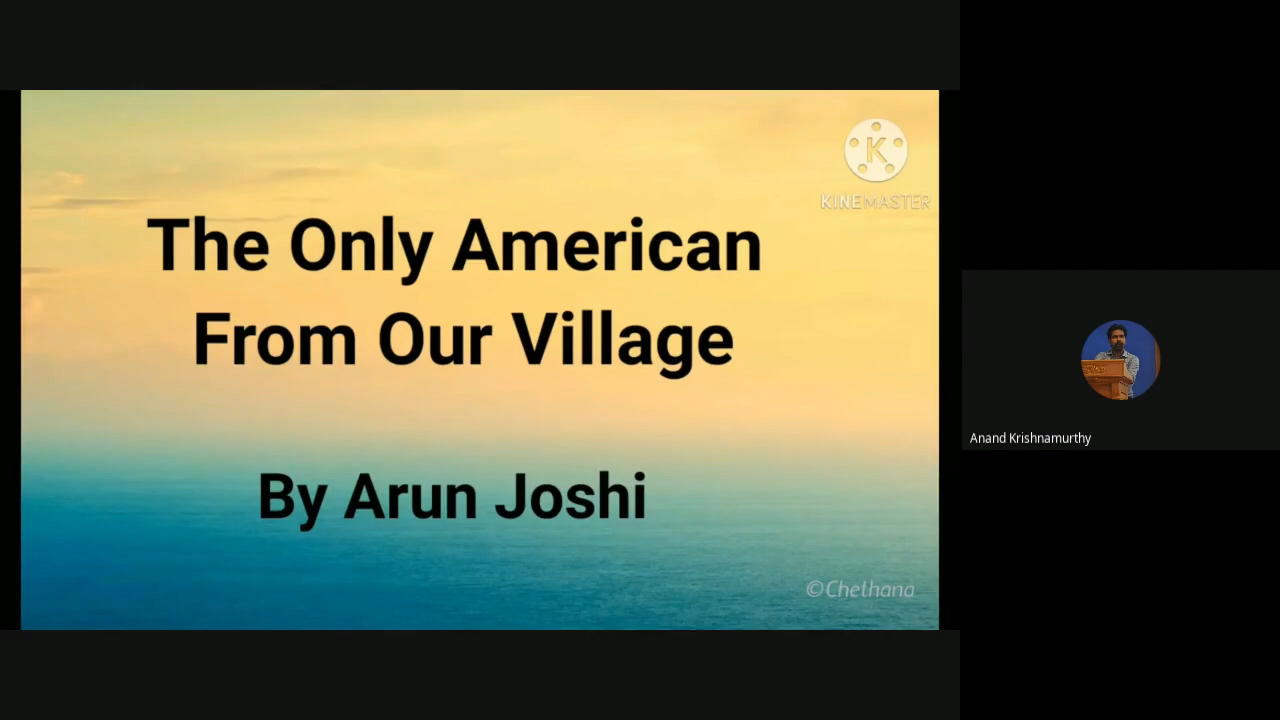 KINEMASTER
The Only American
From Our Village
By Arun Joshi
©Chethana
Anand Krishnamurthy